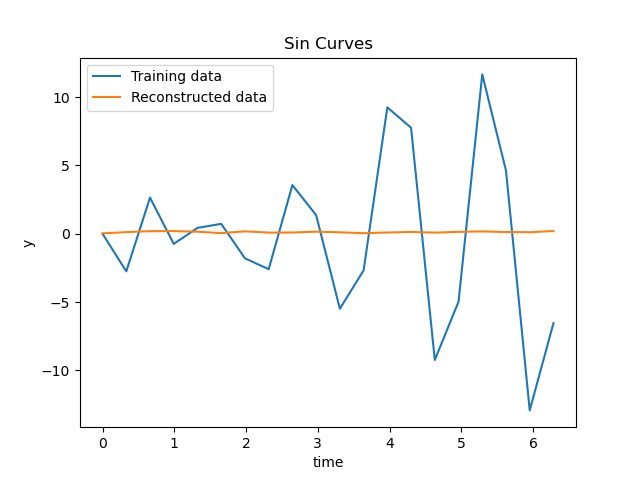 Sin Curves
Training data
Reconstructed data
10
5
0
−5
−10
y
0 1 2 3 4 5 6
time